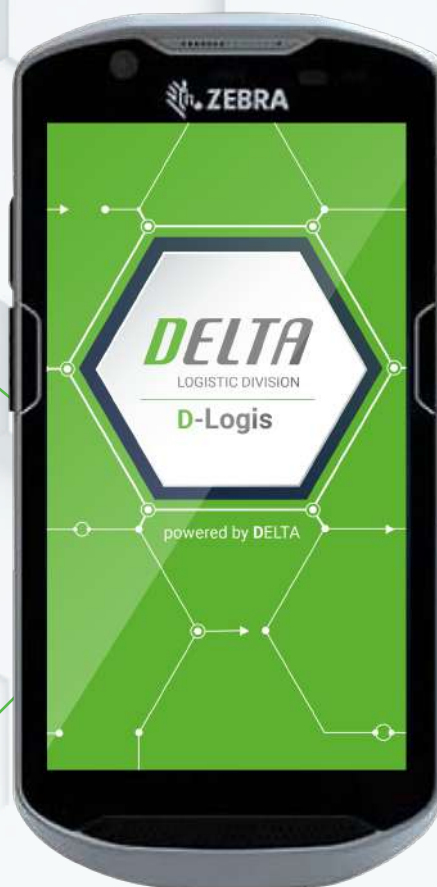 ZEBRA
DELTA
LOGISTIC DIVISION
D-Logis
powered by DELTA